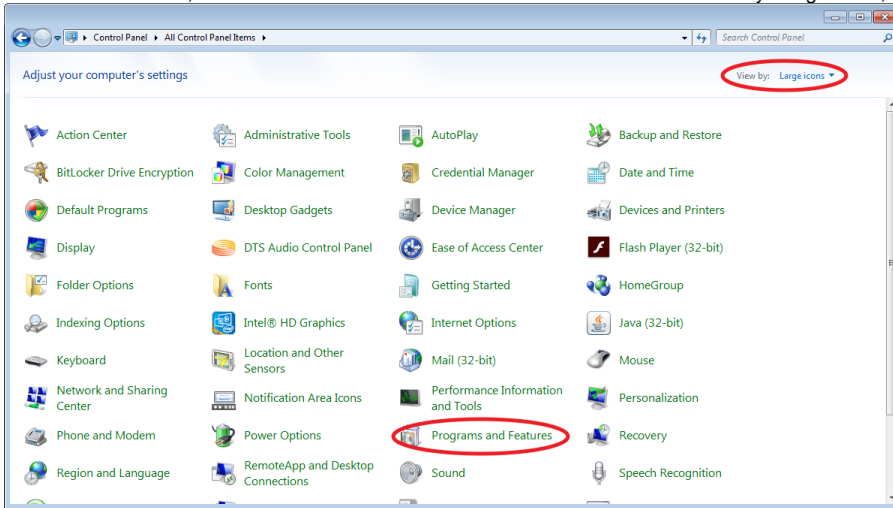 Control Panel ▸ All Control Panel Items ▸
Search Control Panel
Adjust your computer's settings
View by: Large icons
Action Center
Administrative Tools
AutoPlay
Backup and Restore
BitLocker Drive Encryption
Color Management
Credential Manager
Date and Time
Default Programs
Desktop Gadgets
Device Manager
Devices and Printers
Display
DTS Audio Control Panel
Ease of Access Center
Flash Player (32-bit)
Folder Options
Fonts
Getting Started
HomeGroup
Indexing Options
Intel® HD Graphics
Internet Options
Java (32-bit)
Keyboard
Location and Other
Sensors
Mail (32-bit)
Mouse
Network and Sharing
Center
Notification Area Icons
Performance Information
and Tools
Personalization
Phone and Modem
Power Options
Programs and Features
Recovery
Region and Language
RemoteApp and Desktop
Connections
Sound
Speech Recognition